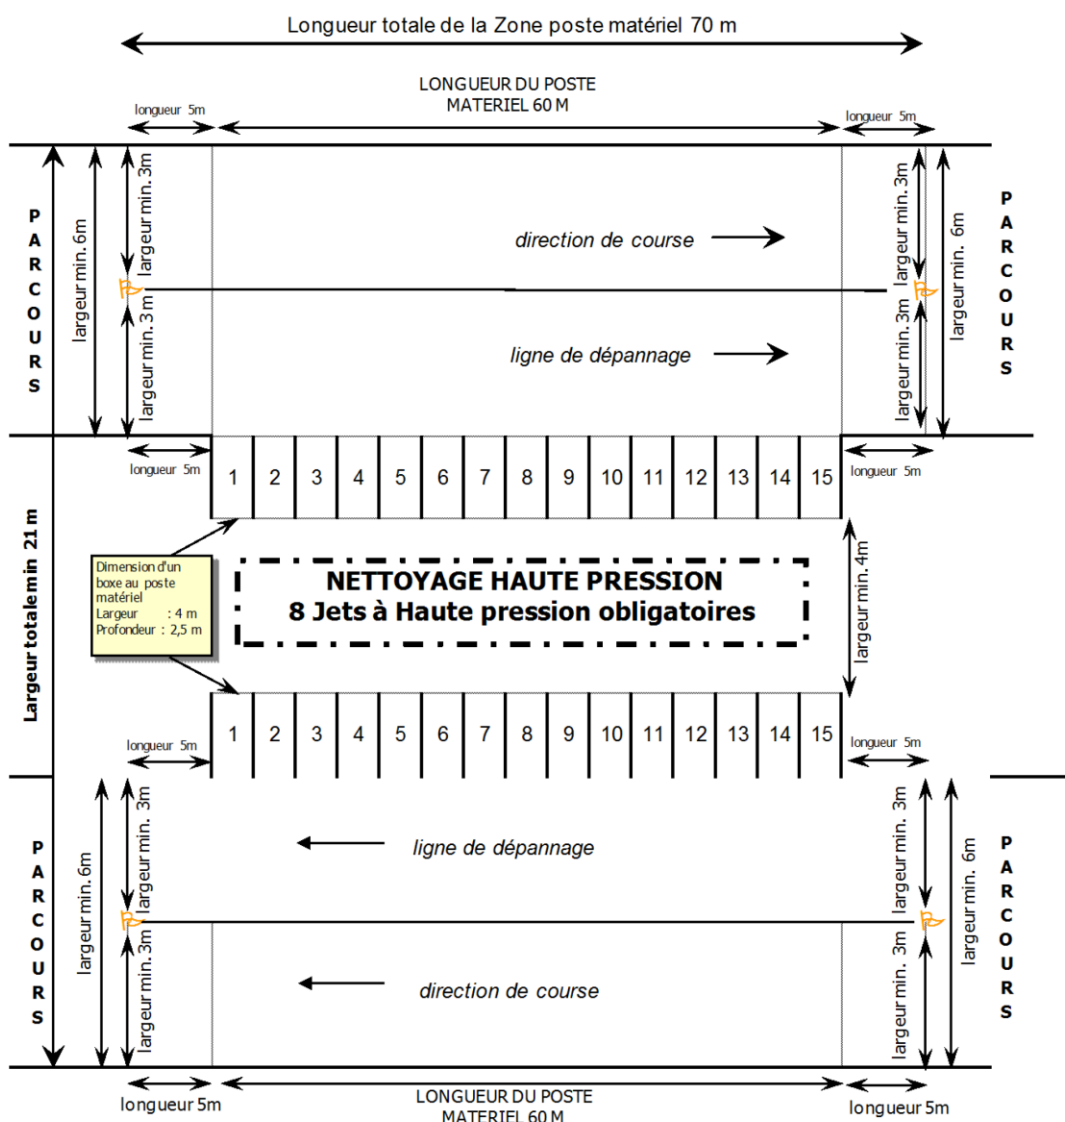 Longueur totale de la Zone poste matériel 70 m
LONGUEUR DU POSTE
MATERIEL 60 M
longueur 5m
longueur 5m
PARCOURS
largeur min. 6m
largeur min. 3m
largeur min. 3 m
direction de course
ligne de dépannage
largeur min. 3m
largeur min. 3m
largeur min. 6m
PARCOURS
longueur 5m
longueur 5m
1 2 3 4 5 6 7 8 9 10 11 12 13 14 15
Largeur totale min 21 m
Dimension d'un
boxe au poste
matériel
Largeur : 4 m
Profondeur : 2,5 m
NETTOYAGE HAUTE PRESSION
8 Jets à Haute pression obligatoires
largeur min. 4m
1 2 3 4 5 6 7 8 9 10 11 12 13 14 15
longueur 5m
longueur 5m
PARCOURS
largeur min. 6m
largeur min. 3m
largeur min. 3m
ligne de dépannage
direction de course
largeur min. 3m
largeur min. 3m
largeur min. 6m
PARCOURS
longueur 5m
LONGUEUR DU POSTE
MATERIEL 60 M
longueur 5m